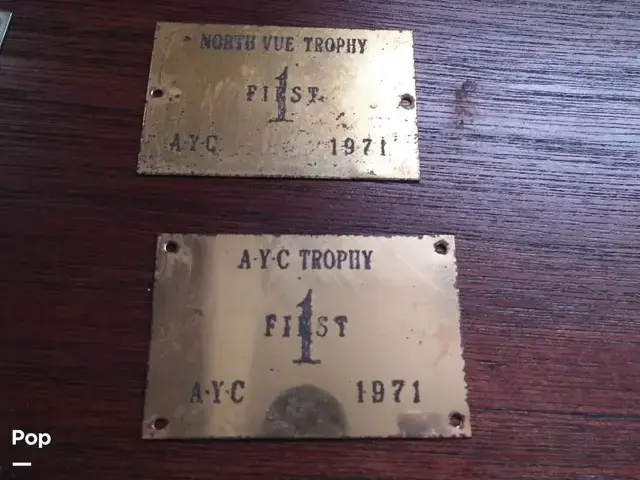 NORTH VUE TROPHY
FIRST
1
A·Y·C 1971
A·Y·C TROPHY
FIRST
1
A·Y·C 1971
Pop